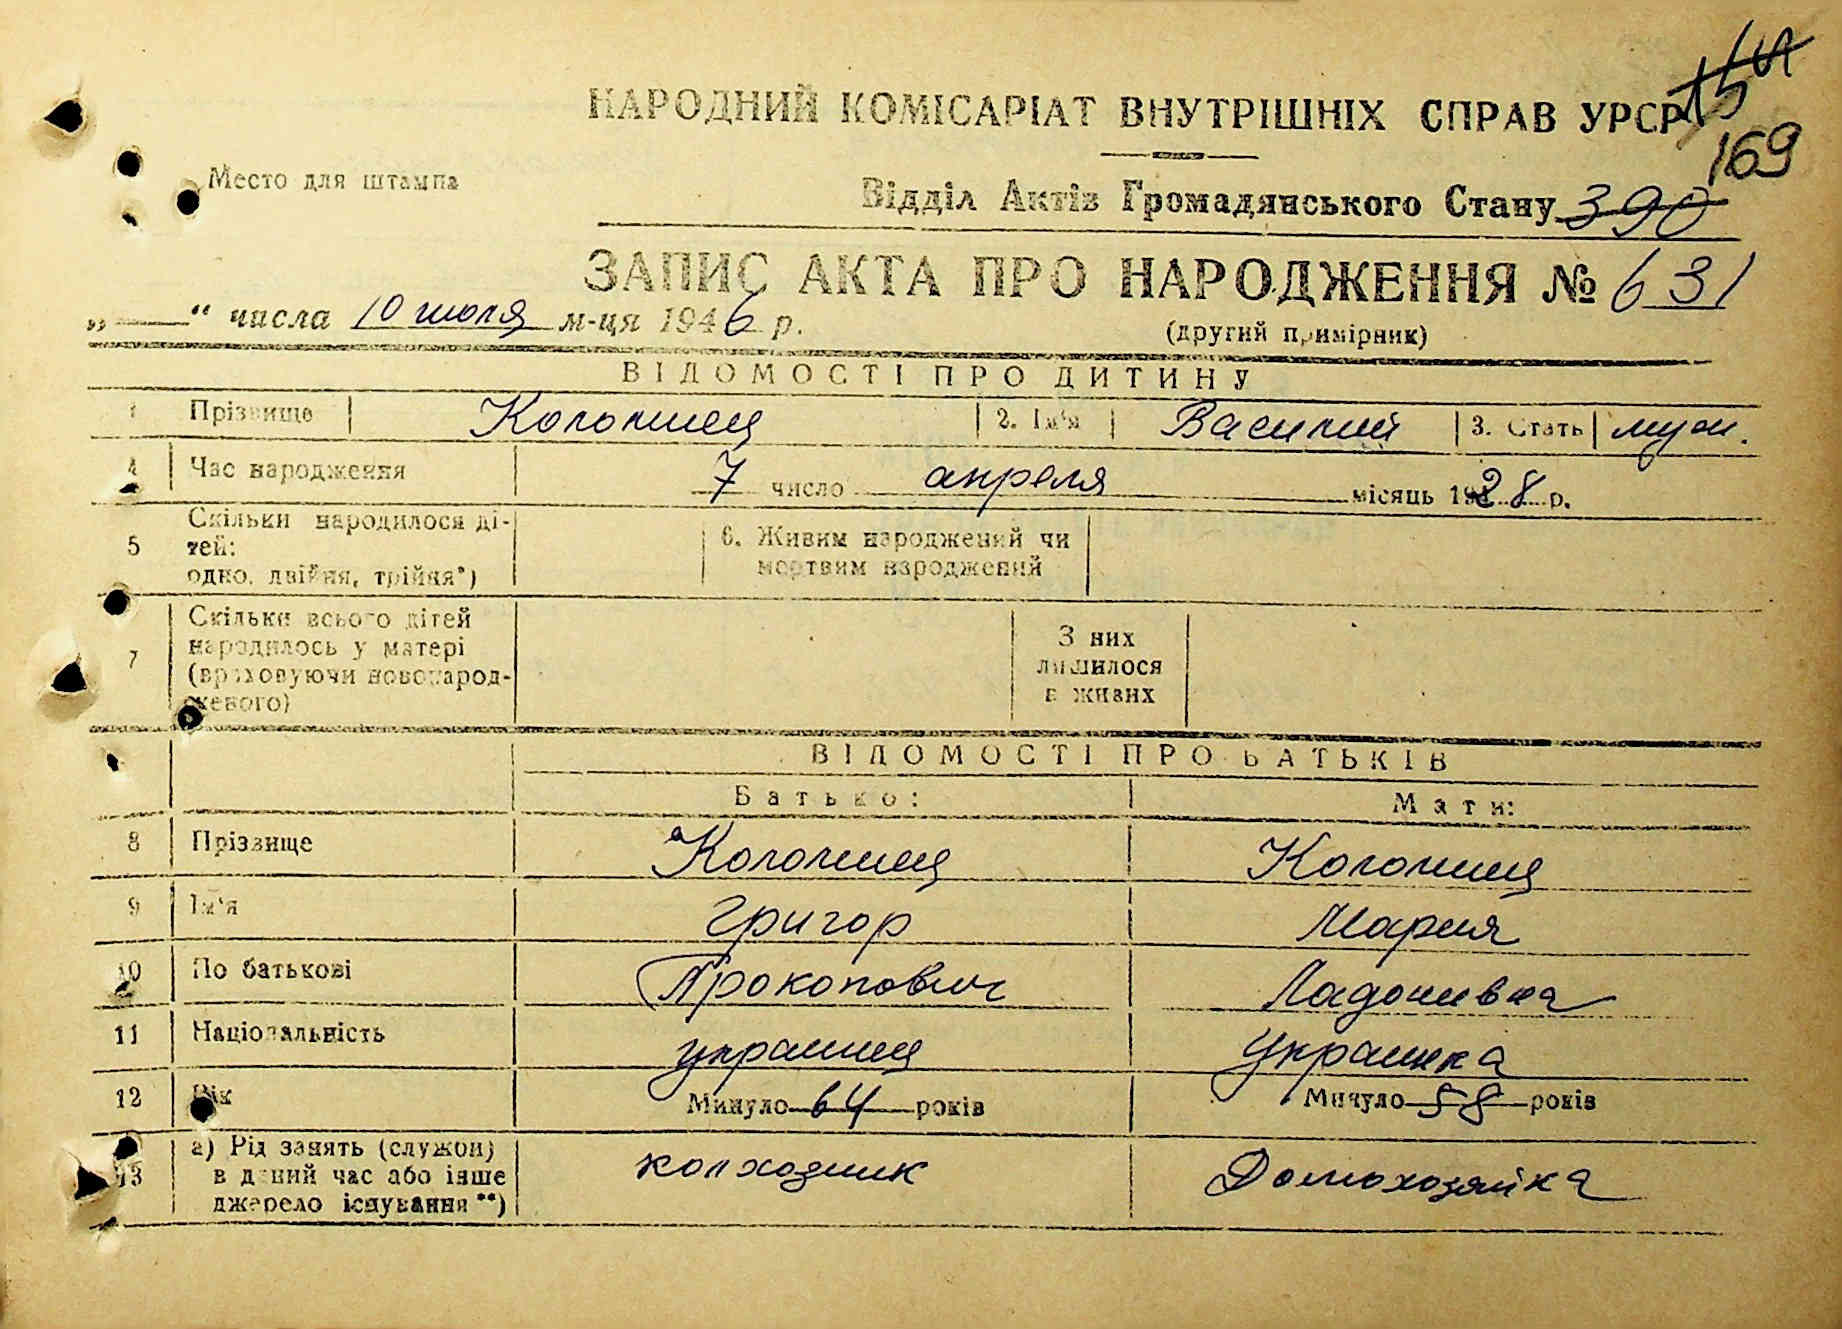 НАРОДНИЙ КОМІСАРІАТ ВНУТРІШНІХ СПРАВ УРСР
169
Место для штампа
Відділ Актів Громадянського Стану 390
ЗАПИС АКТА ПРО НАРОДЖЕННЯ № 631
„ — “ числа 10 июля м-ця 1946 р.
(другий примірник)
ВІДОМОСТІ ПРО ДИТИНУ
1 Прізвище Коломиец 2. Ім'я Василий 3. Стать муж.
4 Час народження 7 число апреля місяць 1928 р.
5 Скільки народилося ді-
тей:
одно, двійня, трійня*)
6. Живим народжений чи
мертвим народжений
7 Скільки всього дітей
народилось у матері
(враховуючи новонарод-
женого)
З них
лишилося
в живих
ВІДОМОСТІ ПРО БАТЬКІВ
Батько: Мати:
8 Прізвище Коломиец Коломиец
9 Ім'я Григор Мария
10 По батькові Прокопович
11 Національність украинец Украинка
12 Вік Минуло 64 років Минуло 58 років
13 а) Рід занять (служби)
в даний час або інше
джерело існування **)
колхозник Домохозяйка